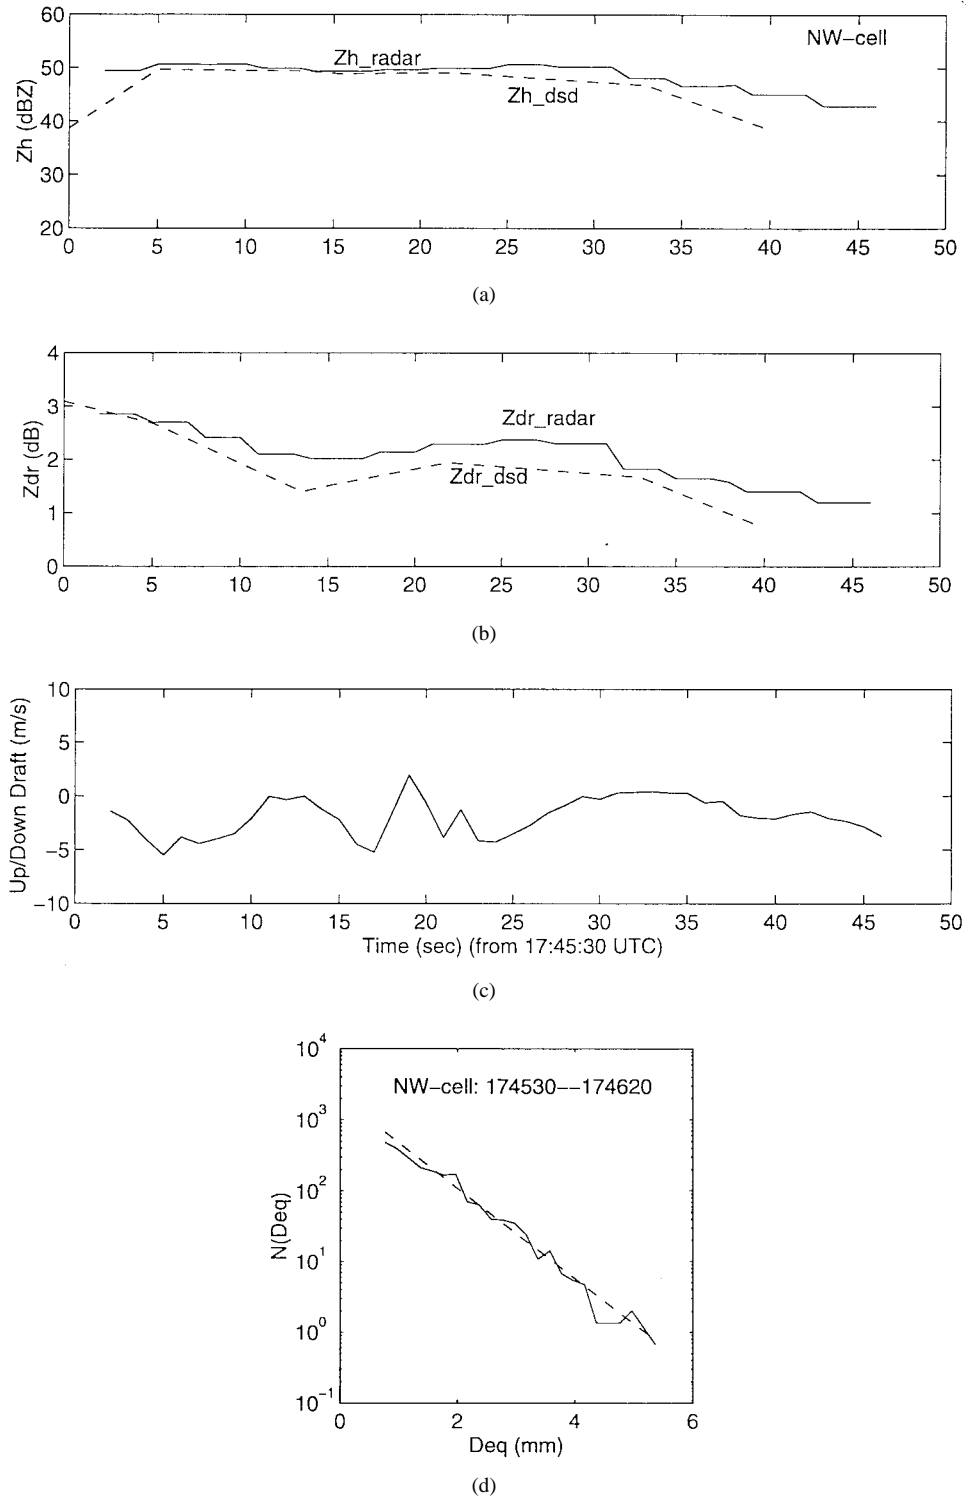 60
50
40
30
20
Zh (dBZ)
NW-cell
Zh_radar
Zh_dsd
0 5 10 15 20 25 30 35 40 45 50
(a)
4
3
2
1
0
Zdr (dB)
Zdr_radar
Zdr_dsd
0 5 10 15 20 25 30 35 40 45 50
(b)
10
5
0
-5
-10
Up/Down Draft (m/s)
0 5 10 15 20 25 30 35 40 45 50
Time (sec) (from 17:45:30 UTC)
(c)
10^4
10^3
10^2
10^1
10^0
10^-1
N(Deq)
NW-cell: 174530--174620
0 2 4 6
Deq (mm)
(d)